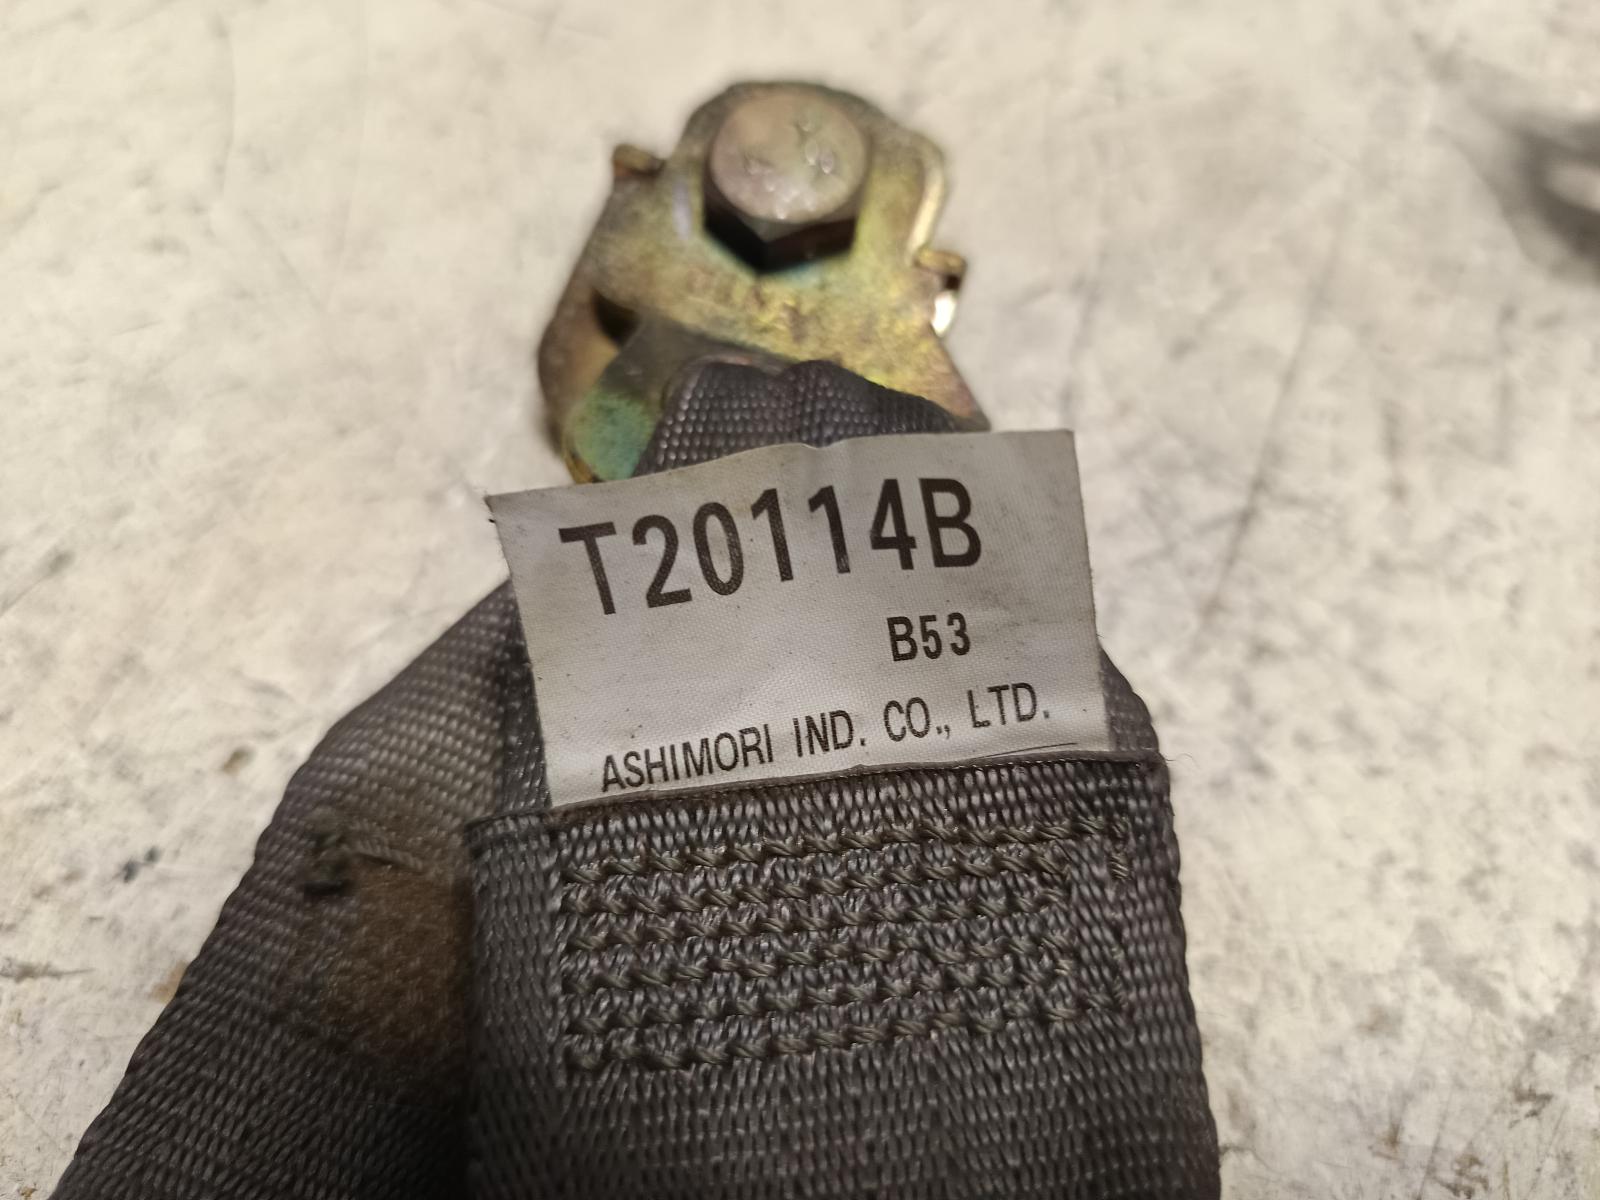 T20114B
B53
ASHIMORI IND. CO., LTD.